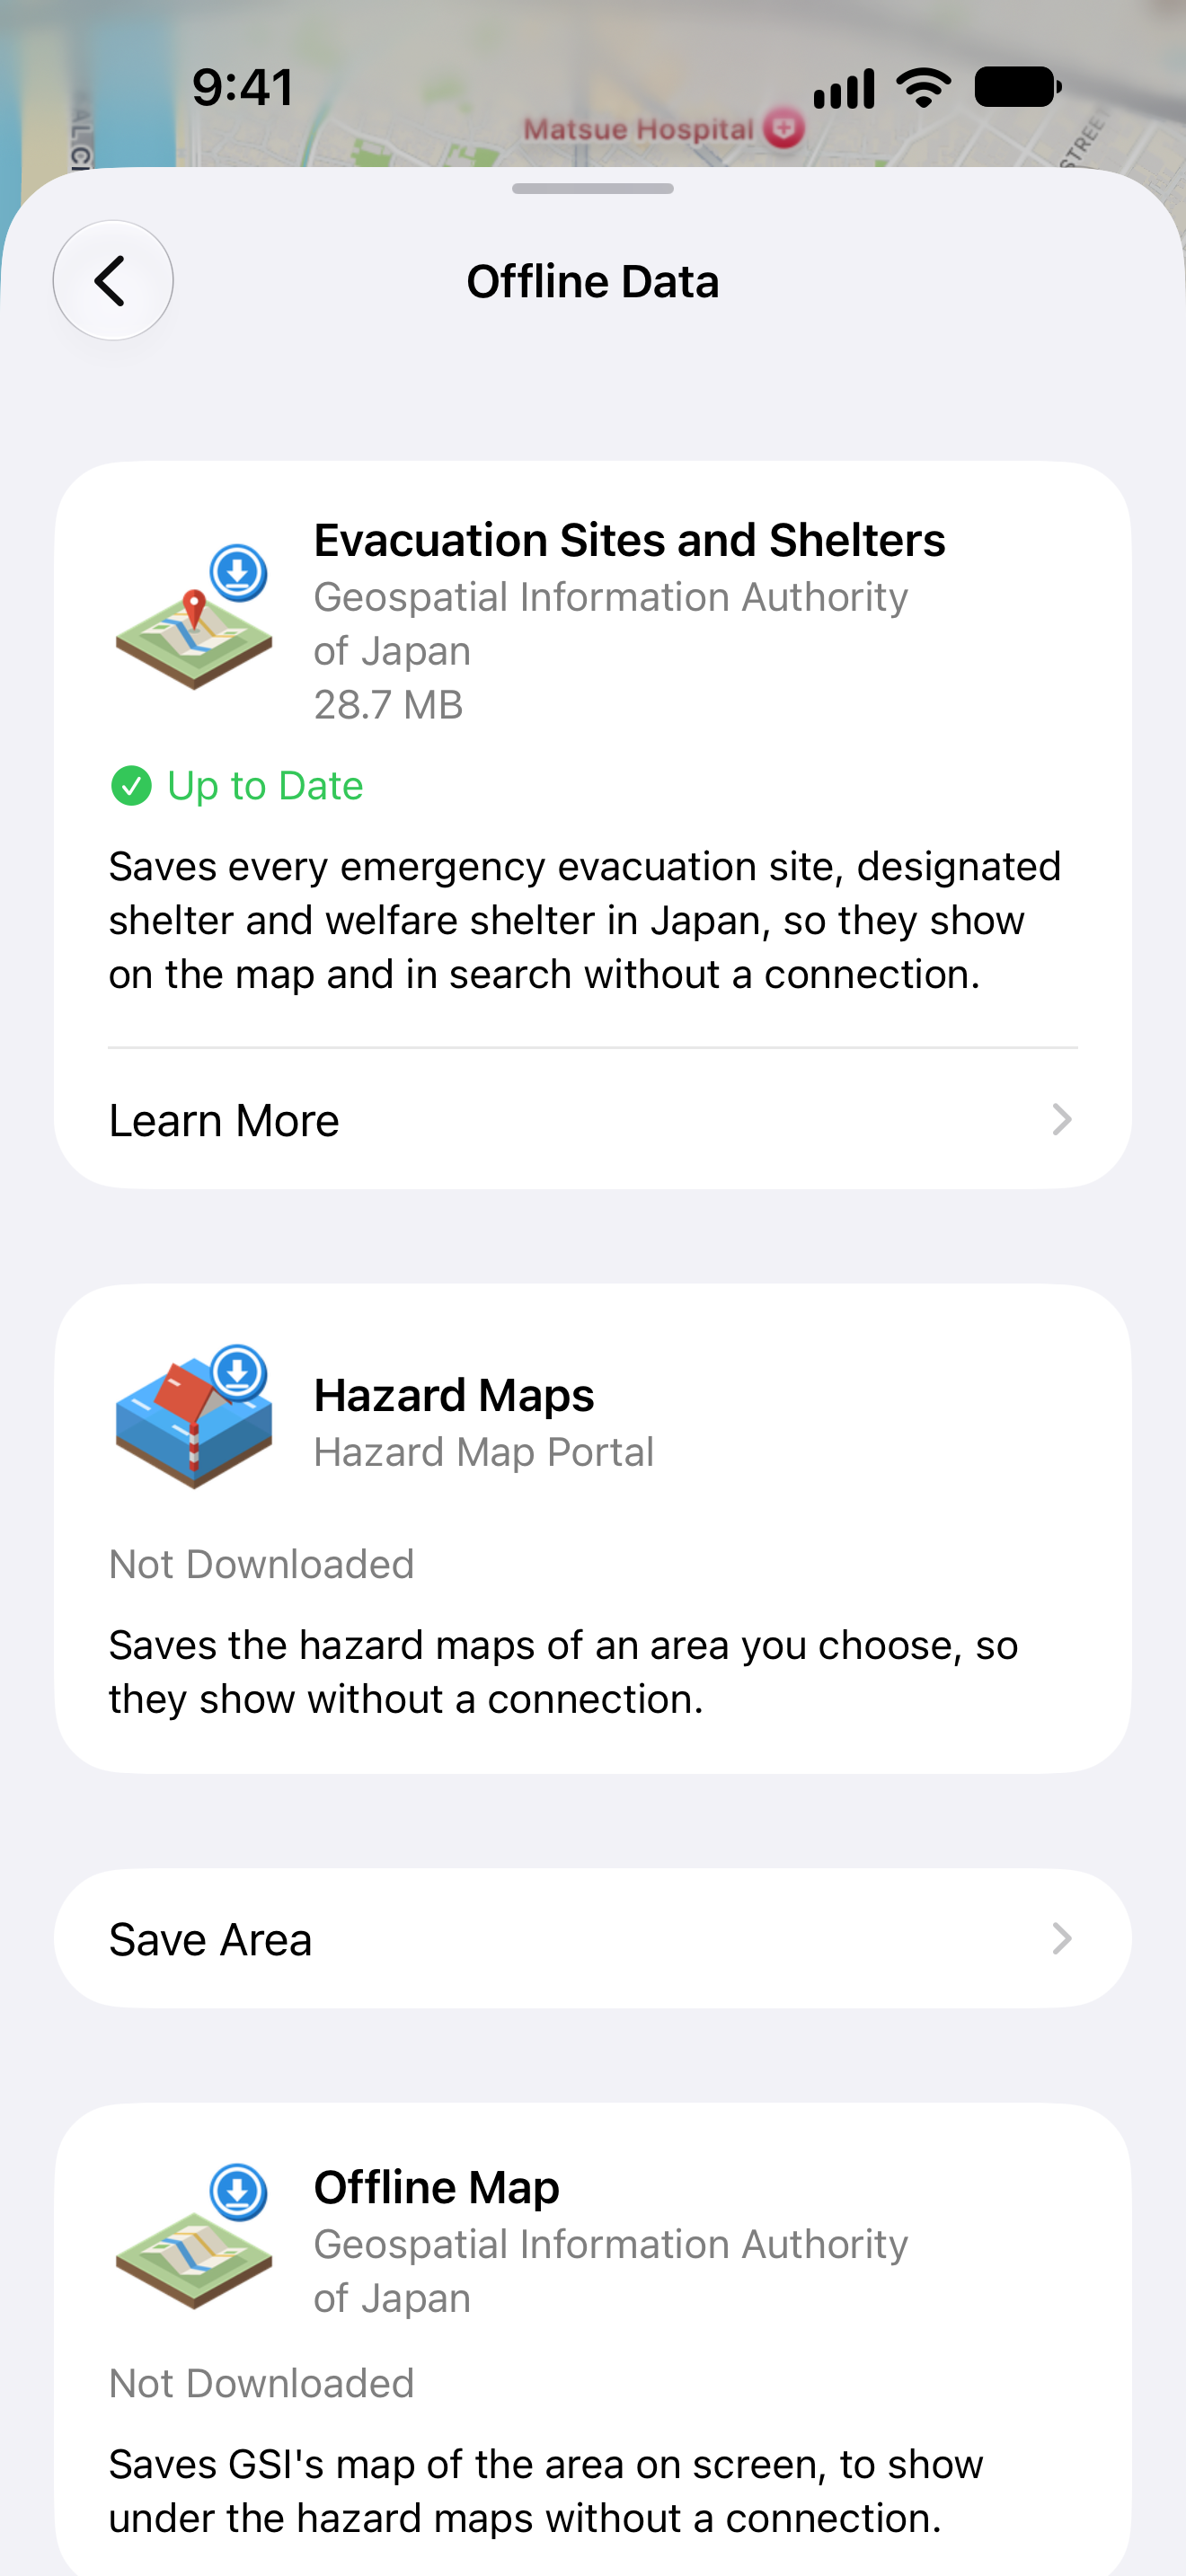 9:41
Matsue Hospital
STREET
Offline Data
Evacuation Sites and Shelters
Geospatial Information Authority
of Japan
28.7 MB
Up to Date
Saves every emergency evacuation site, designated
shelter and welfare shelter in Japan, so they show
on the map and in search without a connection.
Learn More
Hazard Maps
Hazard Map Portal
Not Downloaded
Saves the hazard maps of an area you choose, so
they show without a connection.
Save Area
Offline Map
Geospatial Information Authority
of Japan
Not Downloaded
Saves GSI's map of the area on screen, to show
under the hazard maps without a connection.